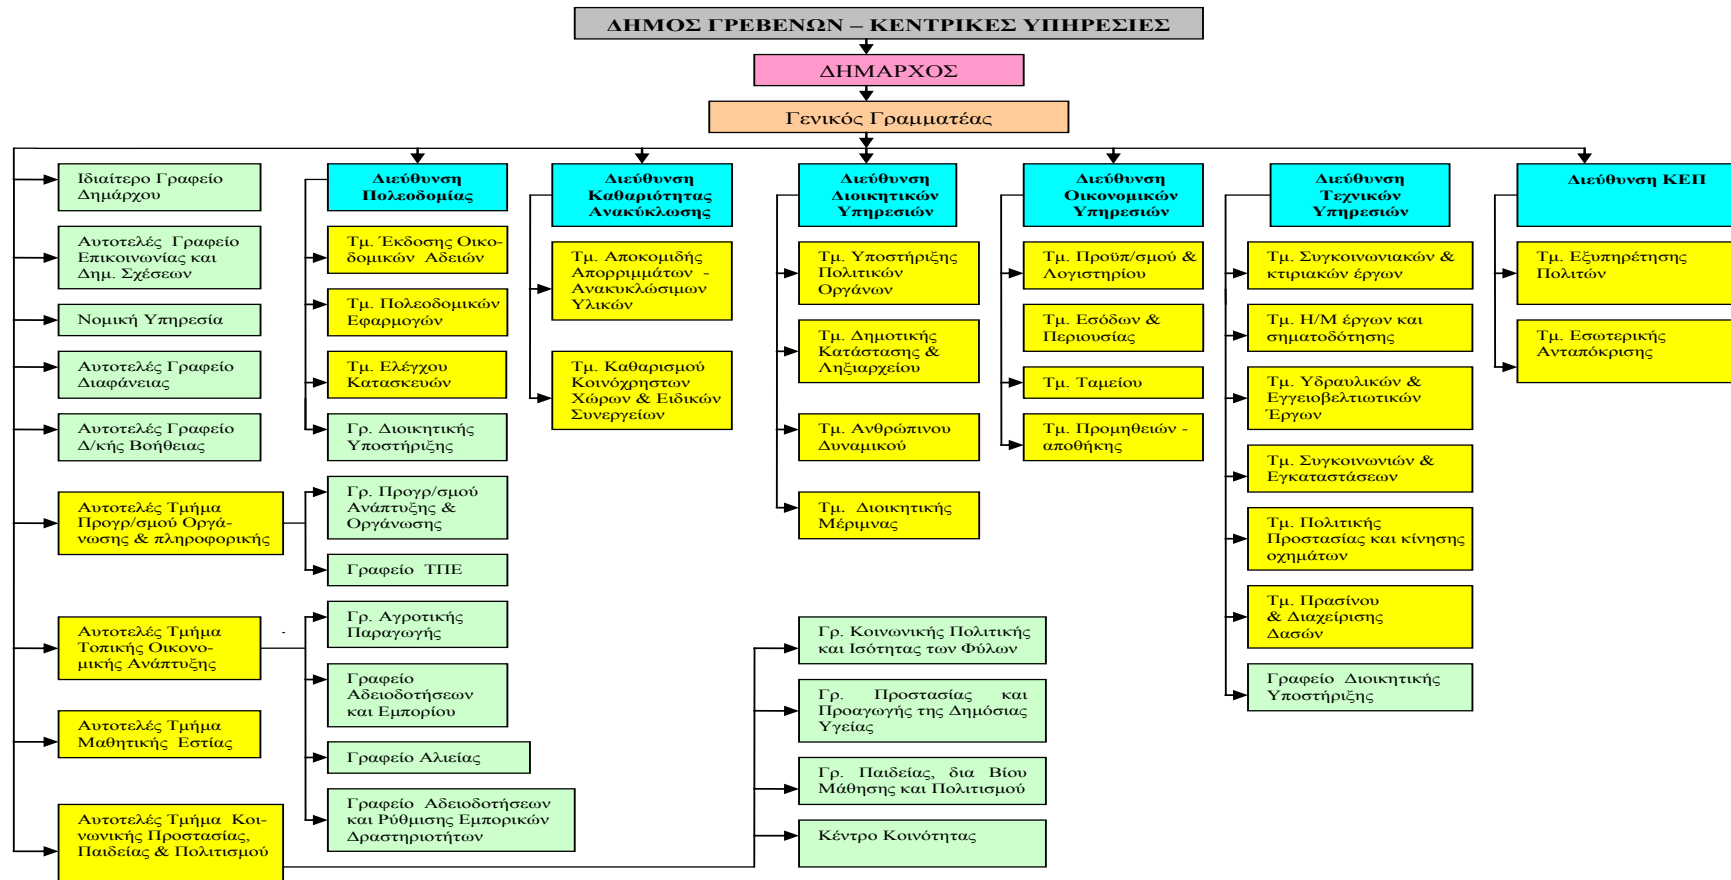 ΔΗΜΟΣ ΓΡΕΒΕΝΩΝ – ΚΕΝΤΡΙΚΕΣ ΥΠΗΡΕΣΙΕΣ
ΔΗΜΑΡΧΟΣ
Γενικός Γραμματέας
Ιδιαίτερο Γραφείο
Δημάρχου
Αυτοτελές Γραφείο
Επικοινωνίας και
Δημ. Σχέσεων
Νομική Υπηρεσία
Αυτοτελές Γραφείο
Διαφάνειας
Αυτοτελές Γραφείο
Δ/κής Βοήθειας
Αυτοτελές Τμήμα
Προγρ/σμού Οργά-
νωσης & πληροφορικής
Αυτοτελές Τμήμα
Τοπικής Οικονο-
μικής Ανάπτυξης
Αυτοτελές Τμήμα
Μαθητικής Εστίας
Αυτοτελές Τμήμα Κοι-
νωνικής Προστασίας,
Παιδείας & Πολιτισμού
Διεύθυνση
Πολεοδομίας
Τμ. Έκδοσης Οικο-
δομικών Αδειών
Τμ. Πολεοδομικών
Εφαρμογών
Τμ. Ελέγχου
Κατασκευών
Γρ. Διοικητικής
Υποστήριξης
Γρ. Προγρ/σμού
Ανάπτυξης &
Οργάνωσης
Γραφείο ΤΠΕ
Γρ. Αγροτικής
Παραγωγής
Γραφείο
Αδειοδοτήσεων
και Εμπορίου
Γραφείο Αλιείας
Γραφείο Αδειοδοτήσεων
και Ρύθμισης Εμπορικών
Δραστηριοτήτων
Διεύθυνση
Καθαριότητας
Ανακύκλωσης
Τμ. Αποκομιδής
Απορριμμάτων -
Ανακυκλώσιμων
Υλικών
Τμ. Καθαρισμού
Κοινόχρηστων
Χώρων & Ειδικών
Συνεργείων
Διεύθυνση
Διοικητικών
Υπηρεσιών
Τμ. Υποστήριξης
Πολιτικών
Οργάνων
Τμ. Δημοτικής
Κατάστασης &
Ληξιαρχείου
Τμ. Ανθρώπινου
Δυναμικού
Τμ. Διοικητικής
Μέριμνας
Γρ. Κοινωνικής Πολιτικής
και Ισότητας των Φύλων
Γρ. Προστασίας και
Προαγωγής της Δημόσιας
Υγείας
Γρ. Παιδείας, δια Βίου
Μάθησης και Πολιτισμού
Κέντρο Κοινότητας
Διεύθυνση
Οικονομικών
Υπηρεσιών
Τμ. Προϋπ/σμού &
Λογιστηρίου
Τμ. Εσόδων &
Περιουσίας
Τμ. Ταμείου
Τμ. Προμηθειών -
αποθήκης
Διεύθυνση
Τεχνικών
Υπηρεσιών
Τμ. Συγκοινωνιακών &
κτιριακών έργων
Τμ. Η/Μ έργων και
σηματοδότησης
Τμ. Υδραυλικών &
Εγγειοβελτιωτικών
Έργων
Τμ. Συγκοινωνιών &
Εγκαταστάσεων
Τμ. Πολιτικής
Προστασίας και κίνησης
οχημάτων
Τμ. Πρασίνου
& Διαχείρισης
Δασών
Γραφείο Διοικητικής
Υποστήριξης
Διεύθυνση ΚΕΠ
Τμ. Εξυπηρέτησης
Πολιτών
Τμ. Εσωτερικής
Ανταπόκρισης